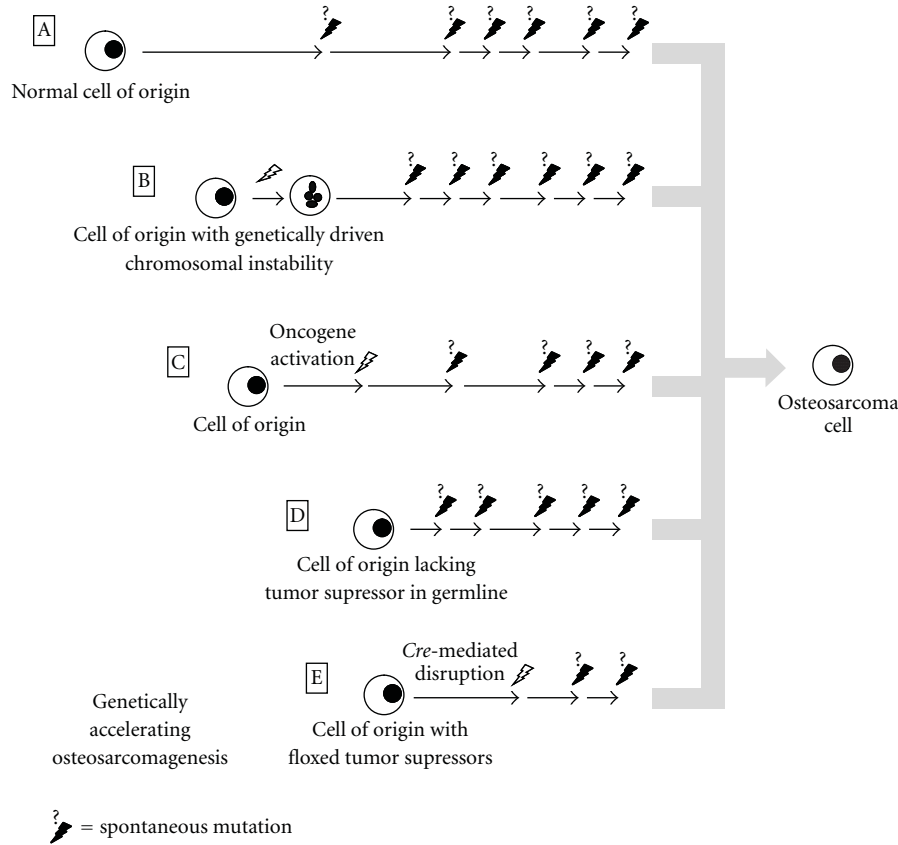 A
? ? ? ? ? ?
Normal cell of origin
B
? ? ? ? ? ?
Cell of origin with genetically driven
chromosomal instability
C
Oncogene
activation
? ? ? ?
Cell of origin
Osteosarcoma
cell
D
? ? ? ? ?
Cell of origin lacking
tumor supressor in germline
E
Cre-mediated
disruption
? ?
Cell of origin with
floxed tumor supressors
Genetically
accelerating
osteosarcomagenesis
? = spontaneous mutation